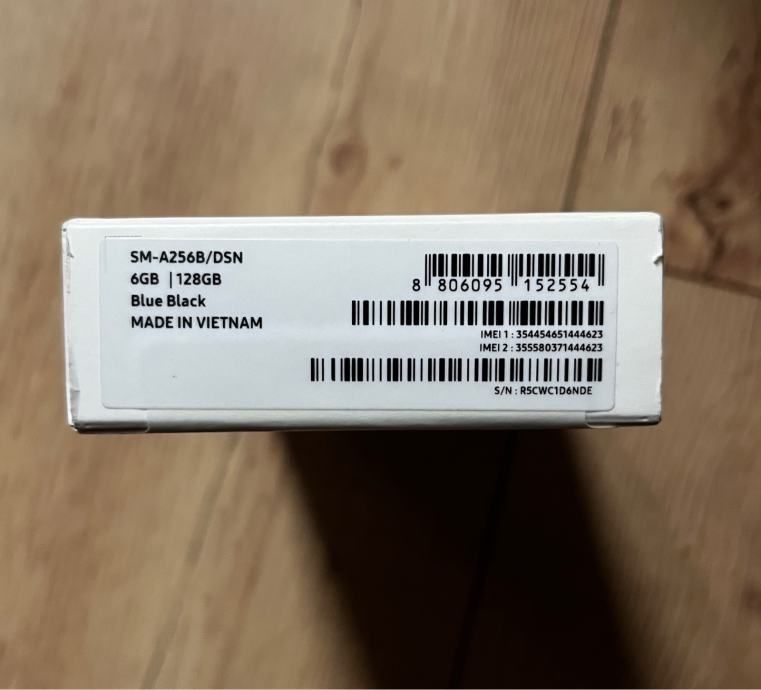 SM-A256B/DSN
6GB | 128GB
Blue Black
MADE IN VIETNAM
8 806095 152554
IMEI 1 : 354454651444623
IMEI 2 : 355580371444623
S/N : R5CWC1D6NDE